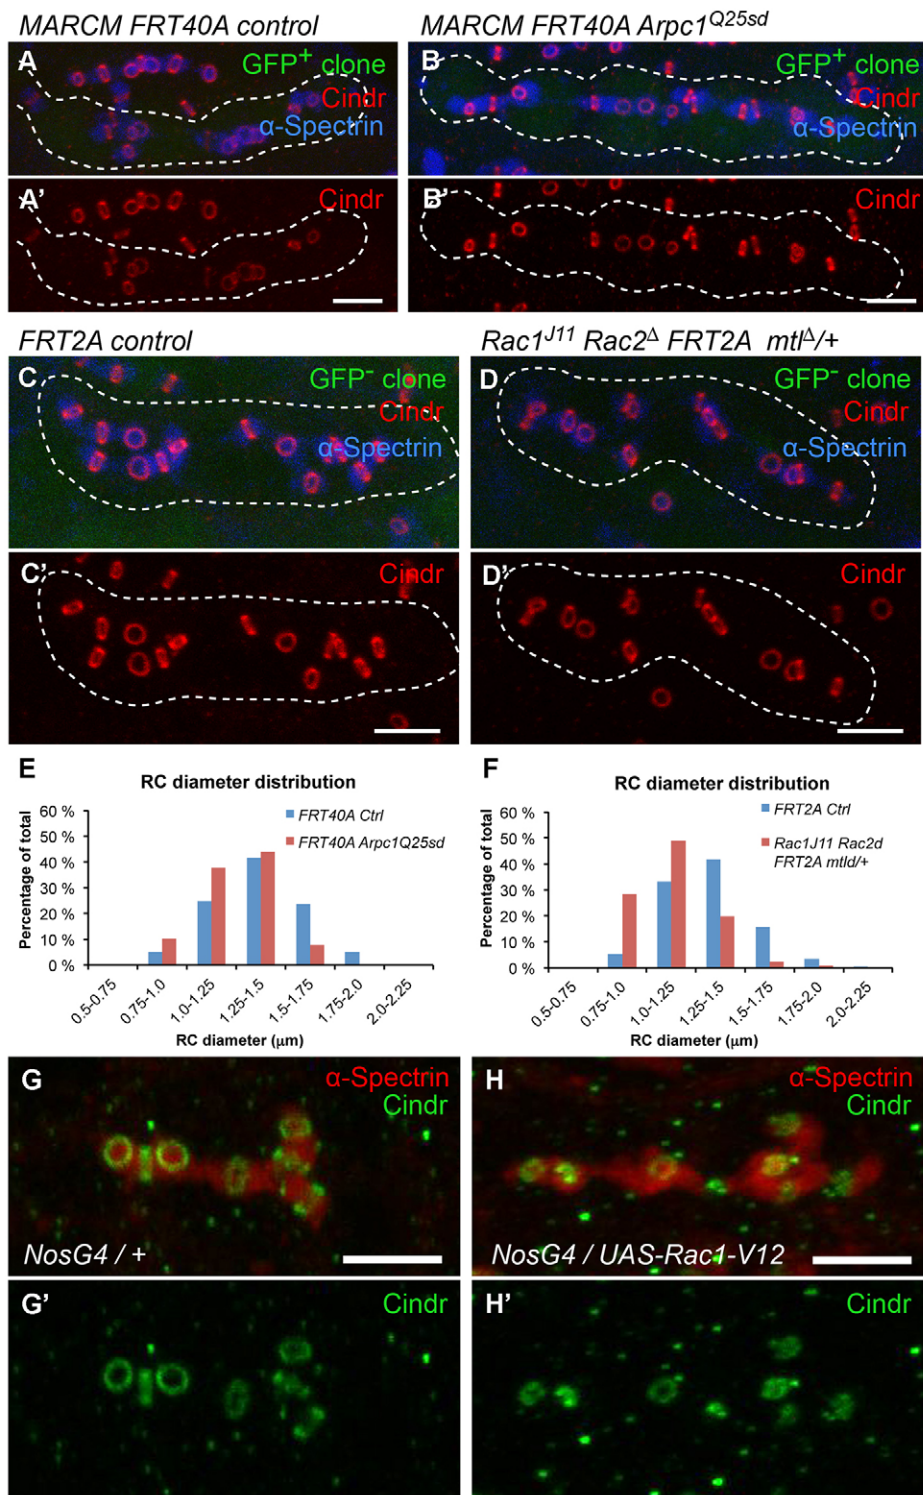 MARCM FRT40A control
MARCM FRT40A Arpc1^Q25sd
A
GFP+ clone
Cindr
α-Spectrin
B
GFP+ clone
Cindr
α-Spectrin
A'
Cindr
B'
Cindr
FRT2A control
Rac1^J11 Rac2^Δ FRT2A mtl^Δ/+
C
GFP- clone
Cindr
α-Spectrin
D
GFP- clone
Cindr
α-Spectrin
C'
Cindr
D'
Cindr
E
RC diameter distribution
Percentage of total
60 %
50 %
40 %
30 %
20 %
10 %
0 %
FRT40A Ctrl
FRT40A Arpc1Q25sd
0.5-0.75
0.75-1.0
1.0-1.25
1.25-1.5
1.5-1.75
1.75-2.0
2.0-2.25
RC diameter (μm)
F
RC diameter distribution
Percentage of total
60 %
50 %
40 %
30 %
20 %
10 %
0 %
FRT2A Ctrl
Rac1J11 Rac2d
FRT2A mtld/+
0.5-0.75
0.75-1.0
1.0-1.25
1.25-1.5
1.5-1.75
1.75-2.0
2.0-2.25
RC diameter (μm)
G
α-Spectrin
Cindr
NosG4 / +
H
α-Spectrin
Cindr
NosG4 / UAS-Rac1-V12
G'
Cindr
H'
Cindr